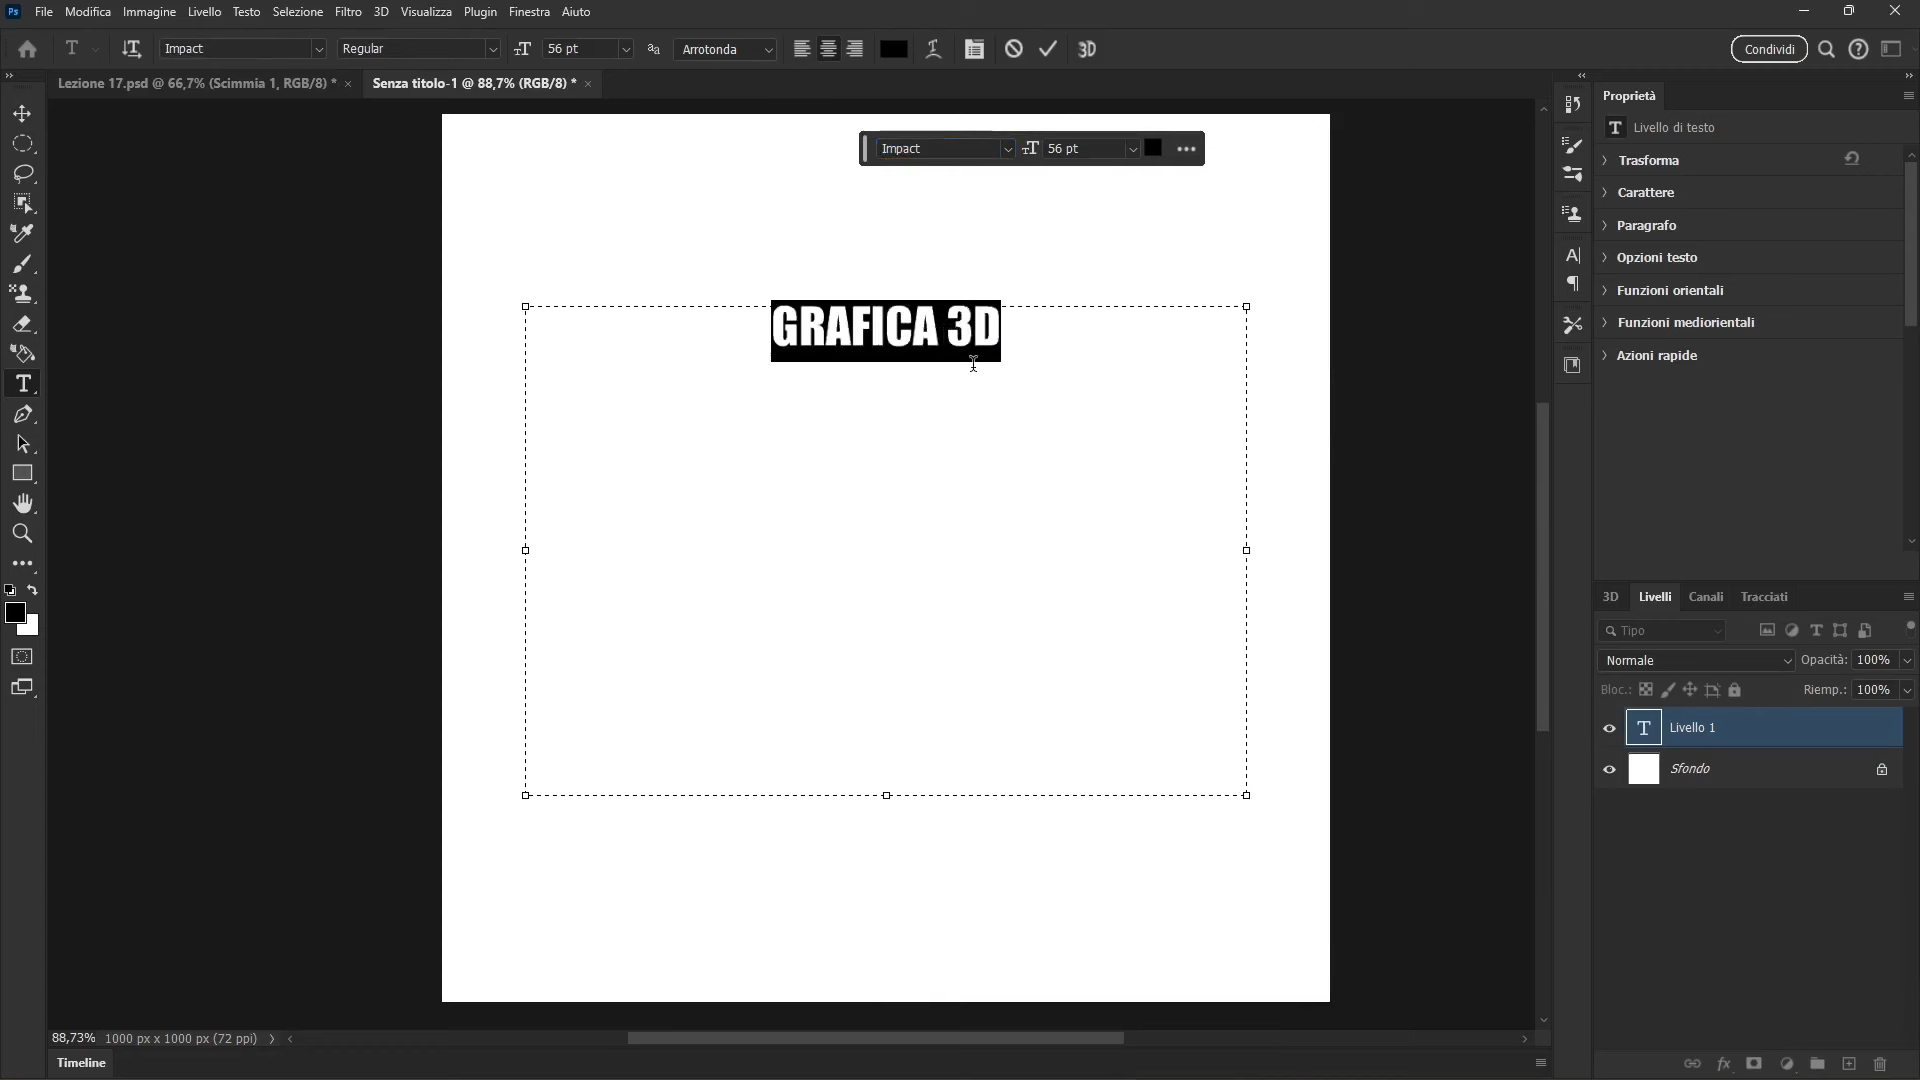 Ps File Modifica Immagine Livello Testo Selezione Filtro 3D Visualizza Plugin Finestra Aiuto
Impact Regular 56 pt aa Arrotonda 3D Condividi
Lezione 17.psd @ 66,7% (Scimmia 1, RGB/8) * × Senza titolo-1 @ 88,7% (RGB/8) * ×
Impact 56 pt
GRAFICA 3D
Proprietà
Livello di testo
Trasforma
Carattere
Paragrafo
Opzioni testo
Funzioni orientali
Funzioni mediorientali
Azioni rapide
3D Livelli Canali Tracciati
Tipo
Normale Opacità: 100%
Bloc.: Riemp.: 100%
T Livello 1
Sfondo
88,73% 1000 px x 1000 px (72 ppi)
Timeline